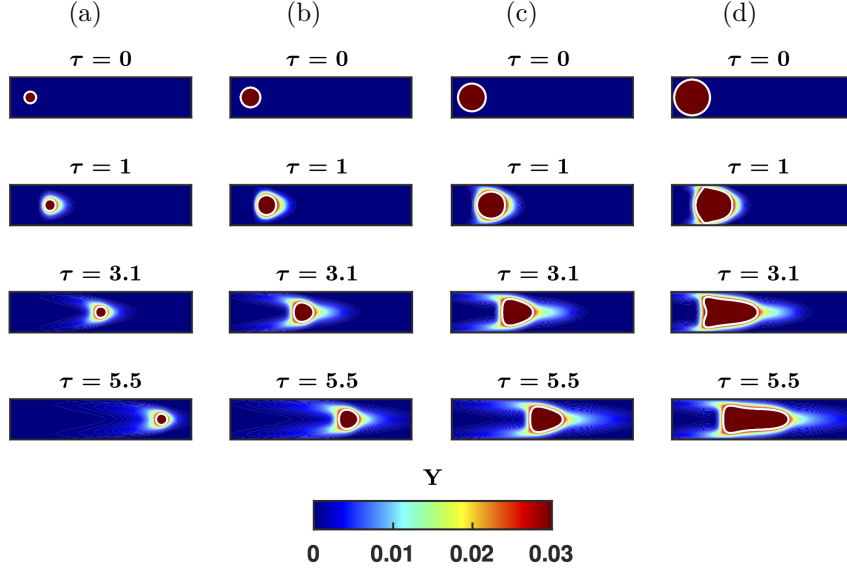 (a) (b) (c) (d)
τ = 0 τ = 0 τ = 0 τ = 0
τ = 1 τ = 1 τ = 1 τ = 1
τ = 3.1 τ = 3.1 τ = 3.1 τ = 3.1
τ = 5.5 τ = 5.5 τ = 5.5 τ = 5.5
Y
0 0.01 0.02 0.03